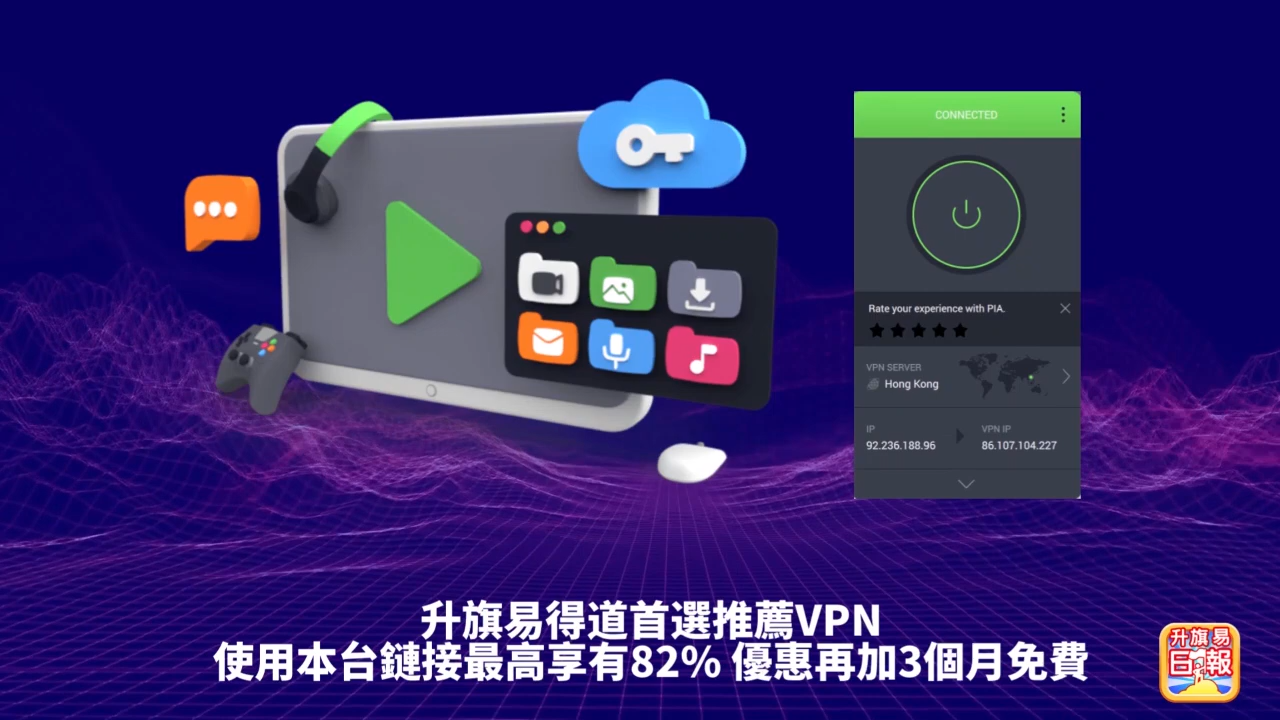 CONNECTED
Rate your experience with PIA.
VPN SERVER
Hong Kong
IP
92.236.188.96
VPN IP
86.107.104.227
升旗易得道首選推薦VPN
使用本台鏈接最高享有82% 優惠再加3個月免費
升旗易
日報